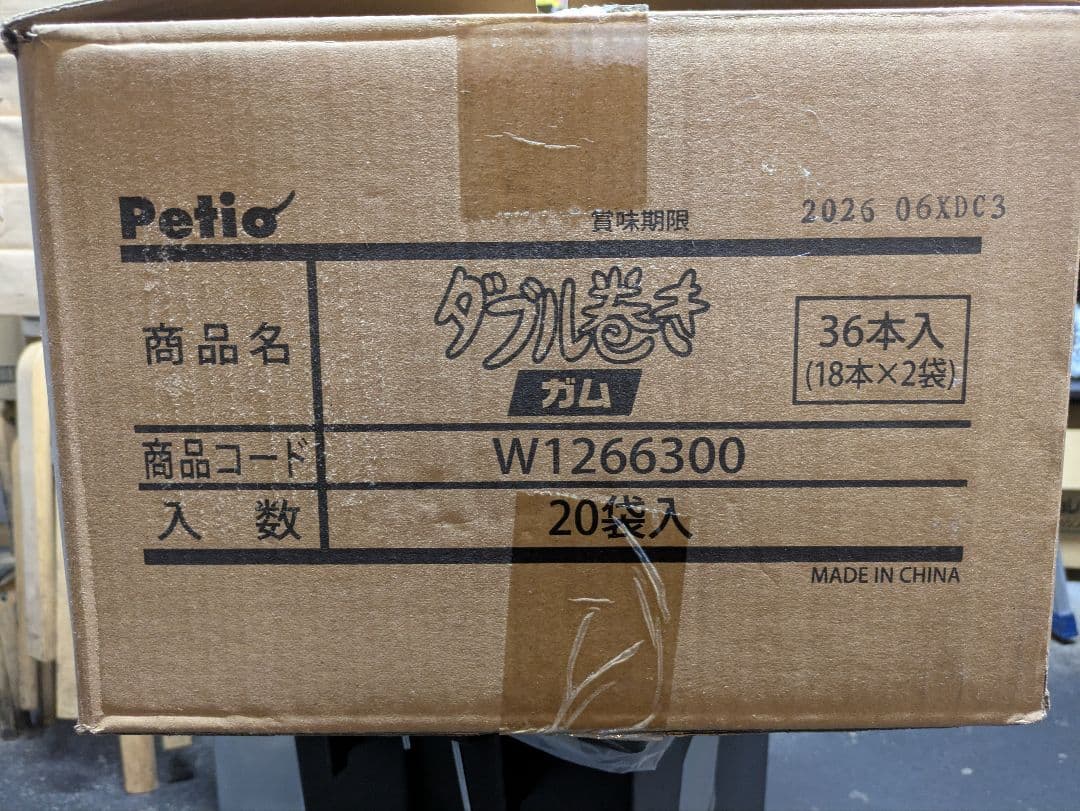 Petio
賞味期限 2026 06XDC3
商品名
ダブル巻き
ガム
36本入
(18本×2袋)
商品コード W1266300
入数 20袋入
MADE IN CHINA